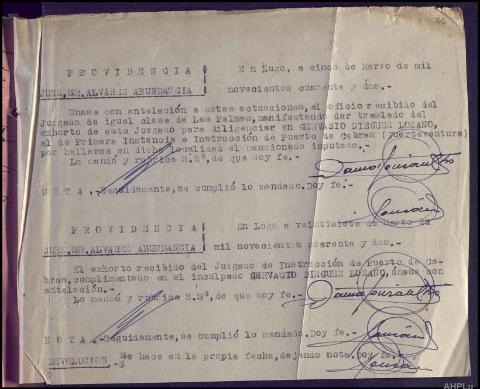 76
P R O V I D E N C I A
En Lugo, a cinco de Marzo de mil
JUEZ,SR.ALVAREZ ABUNDANCIA
novecientos cuarenta y dos.-
Unase con antelación a estas actuaciones, el oficio recibido del
Juzgado de igual clase de Las Palmas, manifestando dar traslado del
exhorto de este Juzgado para diligenciar en GERVASIO DIEGUEZ LOZANO,
al de Primera Instancia e Instrucción de Puerto de Cabras (Fuerteventura)
por hallarse en dicha localidad el mencionado imputado.-
Lo mandó y rubrica S.Sª, de que doy fe.-
N O T A .- Seguidamente, se cumplió lo mandado. Doy fe.-
P R O V I D E N C I A
En Lugo a veintisiete de Marzo de
JUEZ,SR.ALVAREZ ABUNDANCIA
mil novecientos cuarenta y dos.-
El exhorto recibido del Juzgado de Instrucción de Puerto de Ca-
bras, cumplimentado en el inculpado GERVASIO DIEGUEZ LOZANO, únase con
antelación.-
Lo mandó y rubrica S.Sª, de que doy fe.-
N O T A .- Seguidamente, se cumplió lo mandado. Doy fe.-
DEVOLUCION.- Se hace en la propia fecha, dejando nota. Doy fe.-
AHPLu